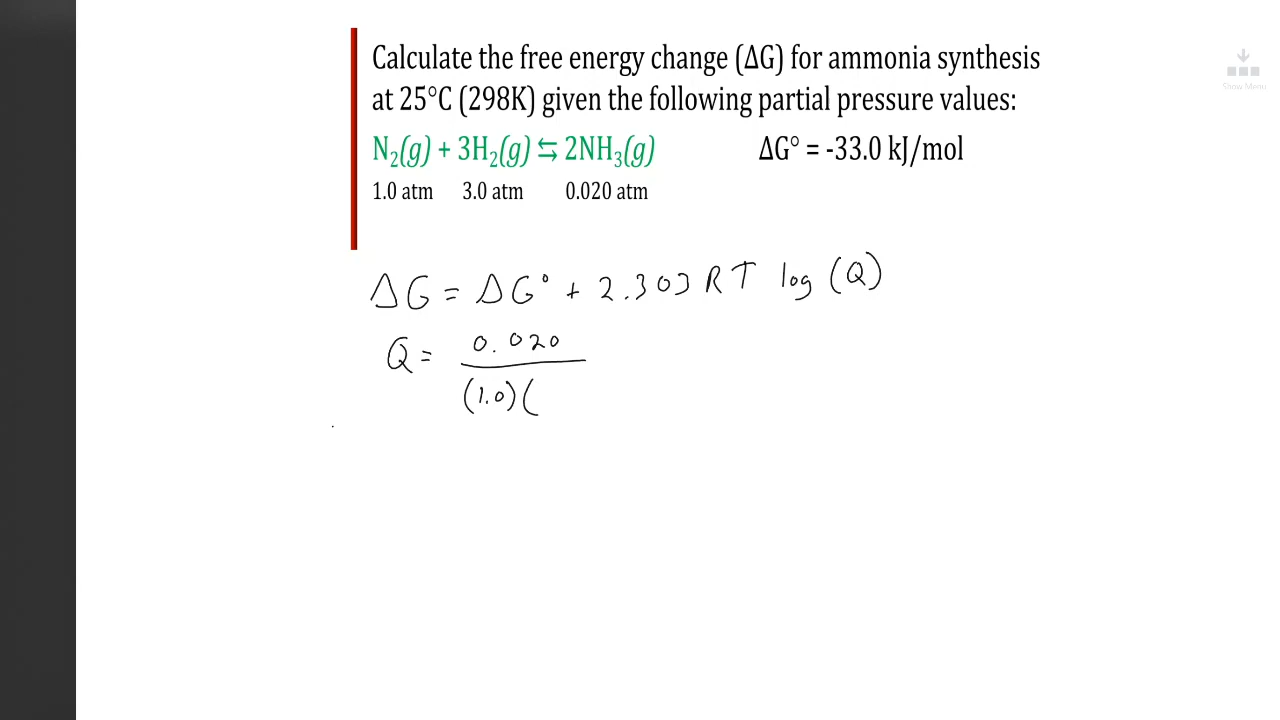 Calculate the free energy change (ΔG) for ammonia synthesis
at 25°C (298K) given the following partial pressure values:
N₂(g) + 3H₂(g) ⇆ 2NH₃(g) ΔG° = -33.0 kJ/mol
1.0 atm 3.0 atm 0.020 atm
Show Menu
ΔG = ΔG° + 2.303 RT log (Q)
Q = 0.020
(1.0)(